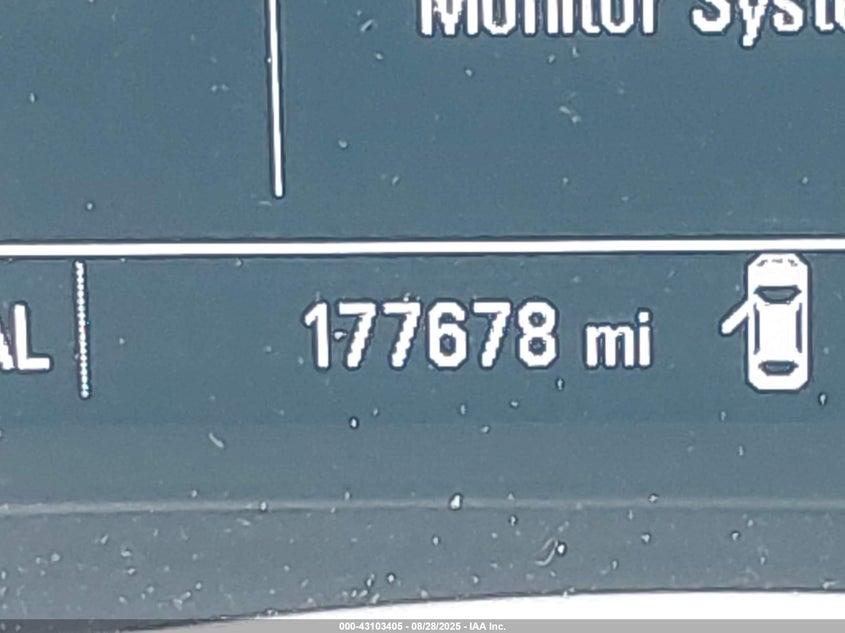 Monitor Syste
AL 177678 mi
000-43103405 - 08/28/2025 - IAA Inc.